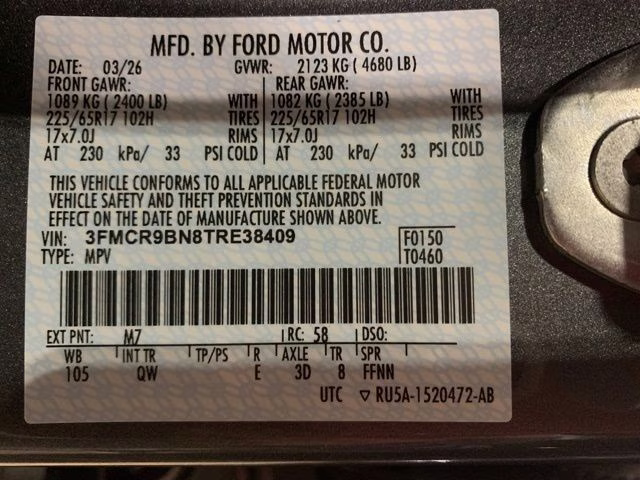 MFD. BY FORD MOTOR CO.
DATE: 03/26 GVWR: 2123 KG ( 4680 LB)
FRONT GAWR: REAR GAWR:
1089 KG ( 2400 LB) WITH 1082 KG ( 2385 LB) WITH
225/65R17 102H TIRES 225/65R17 102H TIRES
17x7.0J RIMS 17x7.0J RIMS
AT 230 kPa/ 33 PSI COLD AT 230 kPa/ 33 PSI COLD
THIS VEHICLE CONFORMS TO ALL APPLICABLE FEDERAL MOTOR
VEHICLE SAFETY AND THEFT PREVENTION STANDARDS IN
EFFECT ON THE DATE OF MANUFACTURE SHOWN ABOVE.
VIN: 3FMCR9BN8TRE38409 F0150
TYPE: MPV T0460
EXT PNT: M7 RC: 58 DSO:
WB INT TR TP/PS R AXLE TR SPR
105 QW E 3D 8 FFNN
UTC ▽ RU5A-1520472-AB